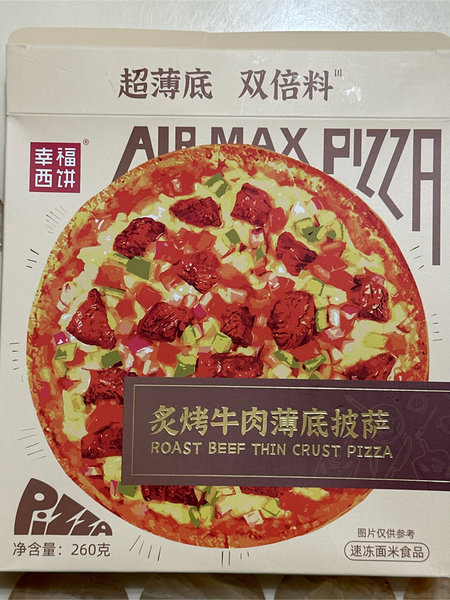 超薄底 双倍料
幸福
西饼
AIR MAX PIZZA
炙烤牛肉薄底披萨
ROAST BEEF THIN CRUST PIZZA
PIZZA
净含量：260克
图片仅供参考
速冻面米食品